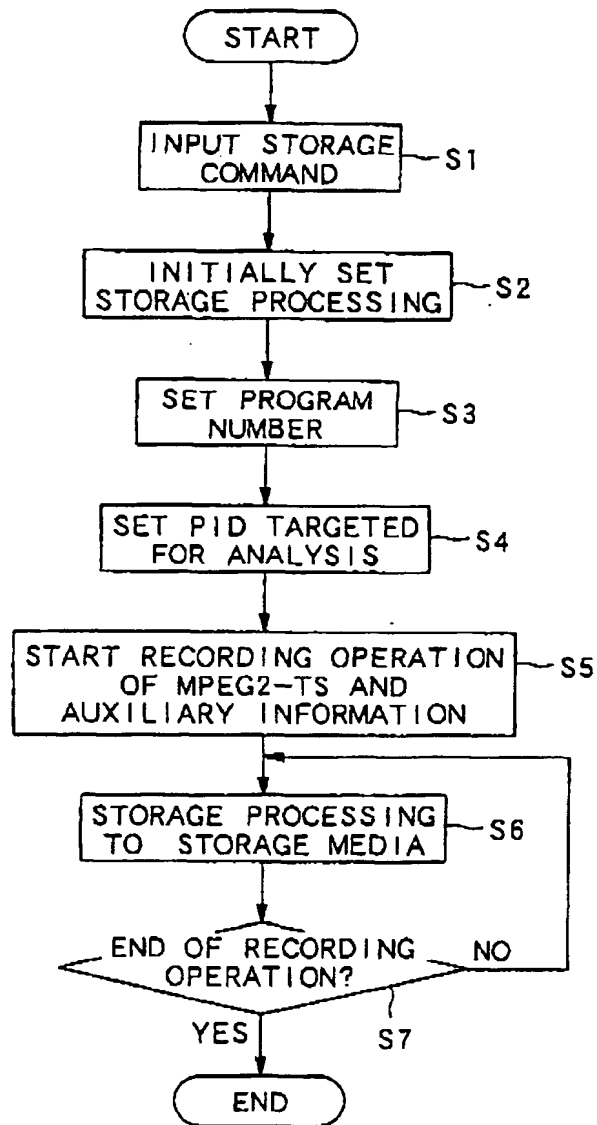 START
INPUT STORAGE
COMMAND
S1
INITIALLY SET
STORAGE PROCESSING
S2
SET PROGRAM
NUMBER
S3
SET PID TARGETED
FOR ANALYSIS
S4
START RECORDING OPERATION
OF MPEG2-TS AND
AUXILIARY INFORMATION
S5
STORAGE PROCESSING
TO STORAGE MEDIA
S6
END OF RECORDING
OPERATION?
NO
S7
YES
END